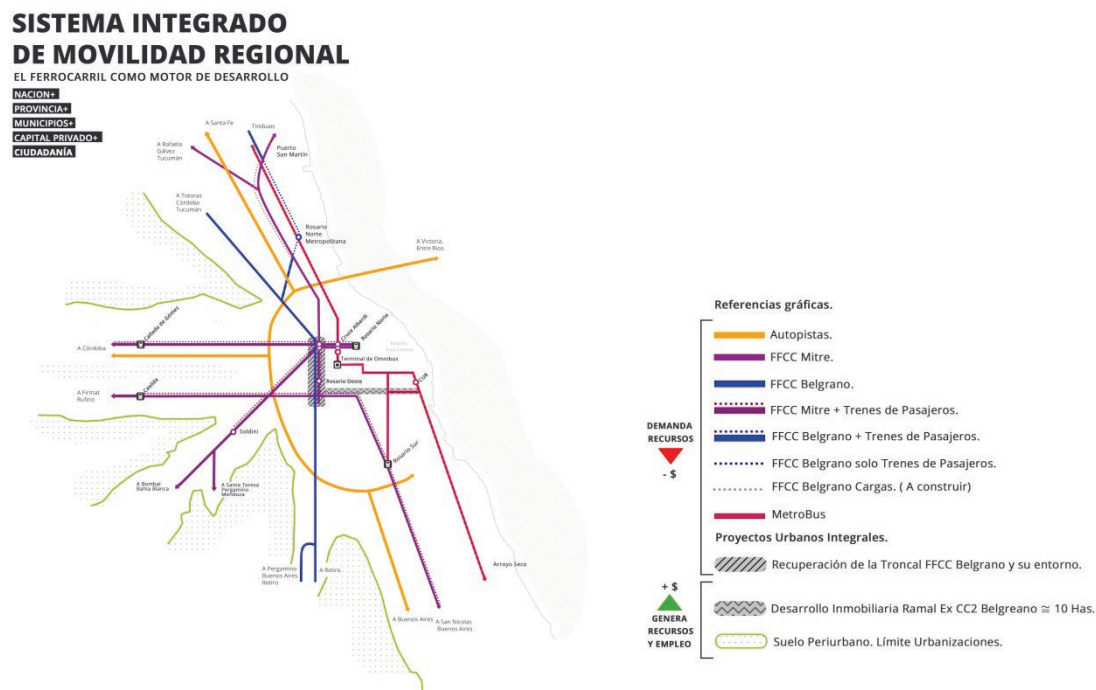 SISTEMA INTEGRADO
DE MOVILIDAD REGIONAL
EL FERROCARRIL COMO MOTOR DE DESARROLLO
NACION+
PROVINCIA+
MUNICIPIOS+
CAPITAL PRIVADO+
CIUDADANÍA
A Santa Fe
Timbues
A Rafaela
Gálvez
Tucumán
Puerto
San Martín
A Totoras
Córdoba
Tucumán
Rosario
Norte
Metropolitana
A Victoria,
Entre Ríos
Cañada de Gómez
Cruce Alberdi
Rosario Norte
A Córdoba
Terminal de Omnibus
Casilda
Rosario Oeste
CUR
A Firmat
Rufino
Soldini
Rosario Sur
A Bombal
Bahía Blanca
A Santa Teresa
Pergamino
Mendoza
A Pergamino
Buenos Aires
Retiro
A Retiro
Arroyo Seco
A Buenos Aires
A San Nicolas
Buenos Aires
Referencias gráficas.
Autopistas.
FFCC Mitre.
FFCC Belgrano.
FFCC Mitre + Trenes de Pasajeros.
FFCC Belgrano + Trenes de Pasajeros.
FFCC Belgrano solo Trenes de Pasajeros.
FFCC Belgrano Cargas. ( A construir)
MetroBus
DEMANDA
RECURSOS
- $
Proyectos Urbanos Integrales.
Recuperación de la Troncal FFCC Belgrano y su entorno.
+ $
GENERA
RECURSOS
Y EMPLEO
Desarrollo Inmobiliaria Ramal Ex CC2 Belgreano ≅ 10 Has.
Suelo Periurbano. Límite Urbanizaciones.